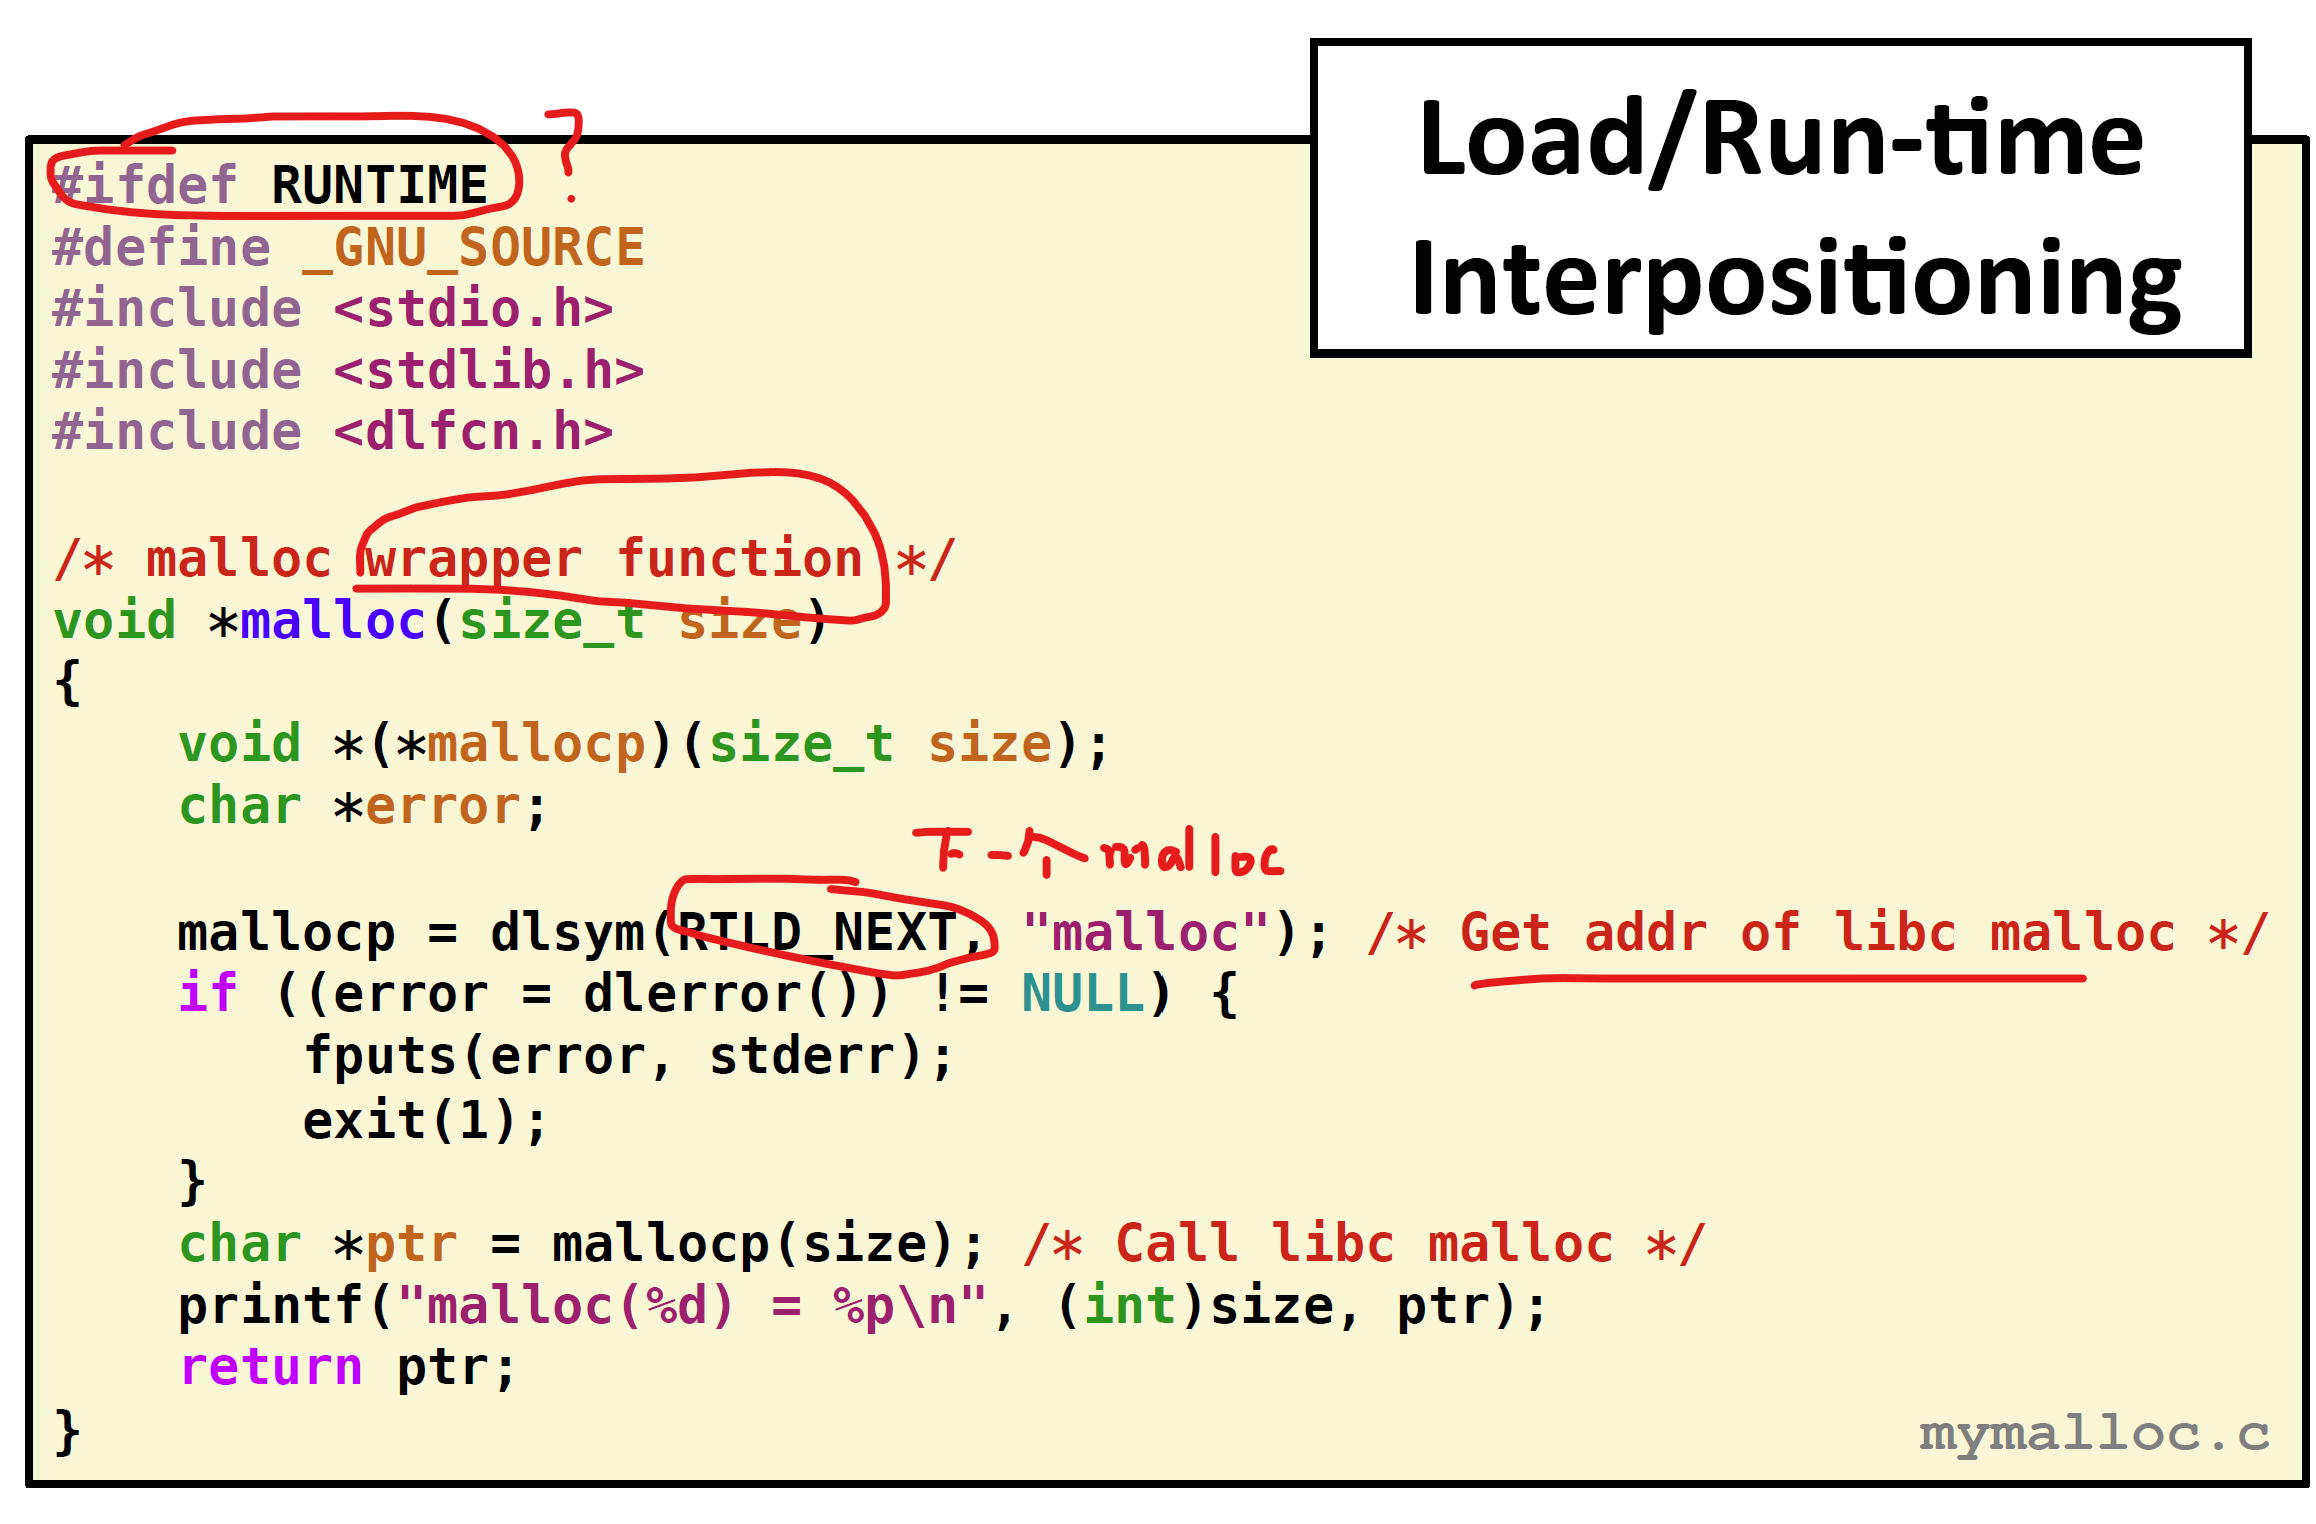 Load/Run-time
Interpositioning
#ifdef RUNTIME ?
#define _GNU_SOURCE
#include <stdio.h>
#include <stdlib.h>
#include <dlfcn.h>
/* malloc wrapper function */
void *malloc(size_t size)
{
void *(*mallocp)(size_t size);
char *error;
下一个malloc
mallocp = dlsym(RTLD_NEXT, "malloc"); /* Get addr of libc malloc */
if ((error = dlerror()) != NULL) {
fputs(error, stderr);
exit(1);
}
char *ptr = mallocp(size); /* Call libc malloc */
printf("malloc(%d) = %p\n", (int)size, ptr);
return ptr;
}
mymalloc.c